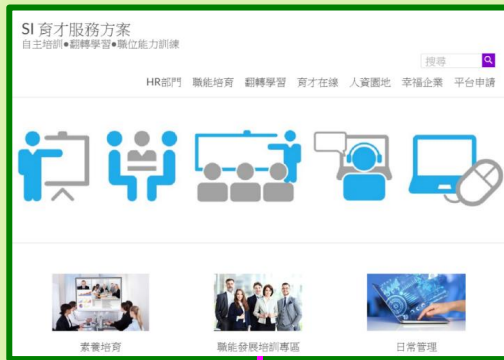 SI 育才服務方案
自主培訓●翻轉學習●職位能力訓練
搜尋
HR部門 職能培育 翻轉學習 育才在線 人資園地 幸福企業 平台申請
素養培育 職能發展培訓專區 日常管理